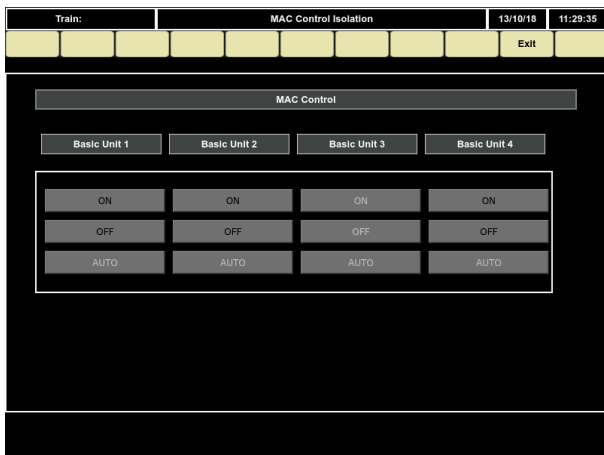 Train: MAC Control Isolation 13/10/18 11:29:35
Exit
MAC Control
Basic Unit 1 Basic Unit 2 Basic Unit 3 Basic Unit 4
ON ON ON ON
OFF OFF OFF OFF
AUTO AUTO AUTO AUTO